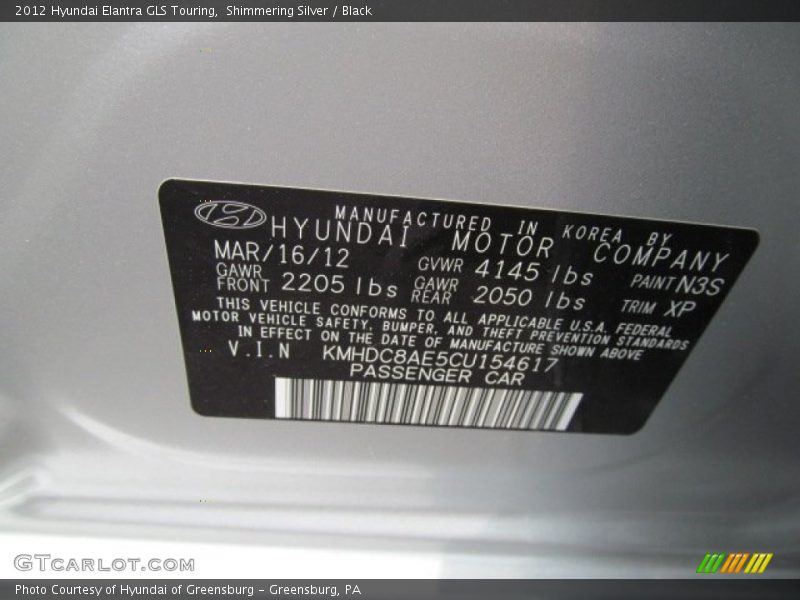 2012 Hyundai Elantra GLS Touring,  Shimmering Silver / Black
MANUFACTURED IN KOREA BY
HYUNDAI MOTOR COMPANY
MAR/16/12 GVWR 4145 lbs PAINT N3S
GAWR FRONT 2205 lbs GAWR REAR 2050 lbs TRIM XP
THIS VEHICLE CONFORMS TO ALL APPLICABLE U.S.A. FEDERAL
MOTOR VEHICLE SAFETY, BUMPER, AND THEFT PREVENTION STANDARDS
IN EFFECT ON THE DATE OF MANUFACTURE SHOWN ABOVE
V.I.N KMHDC8AE5CU154617
PASSENGER CAR
GTCARLOT.COM
Photo Courtesy of Hyundai of Greensburg - Greensburg, PA